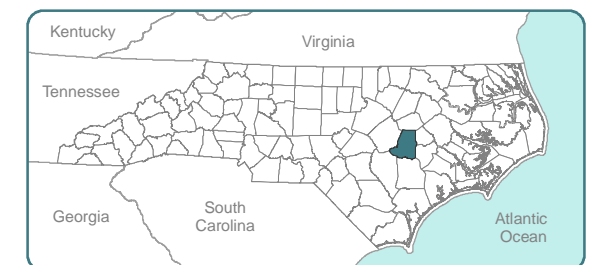 Kentucky
Virginia
Tennessee
Georgia
South
Carolina
Atlantic
Ocean